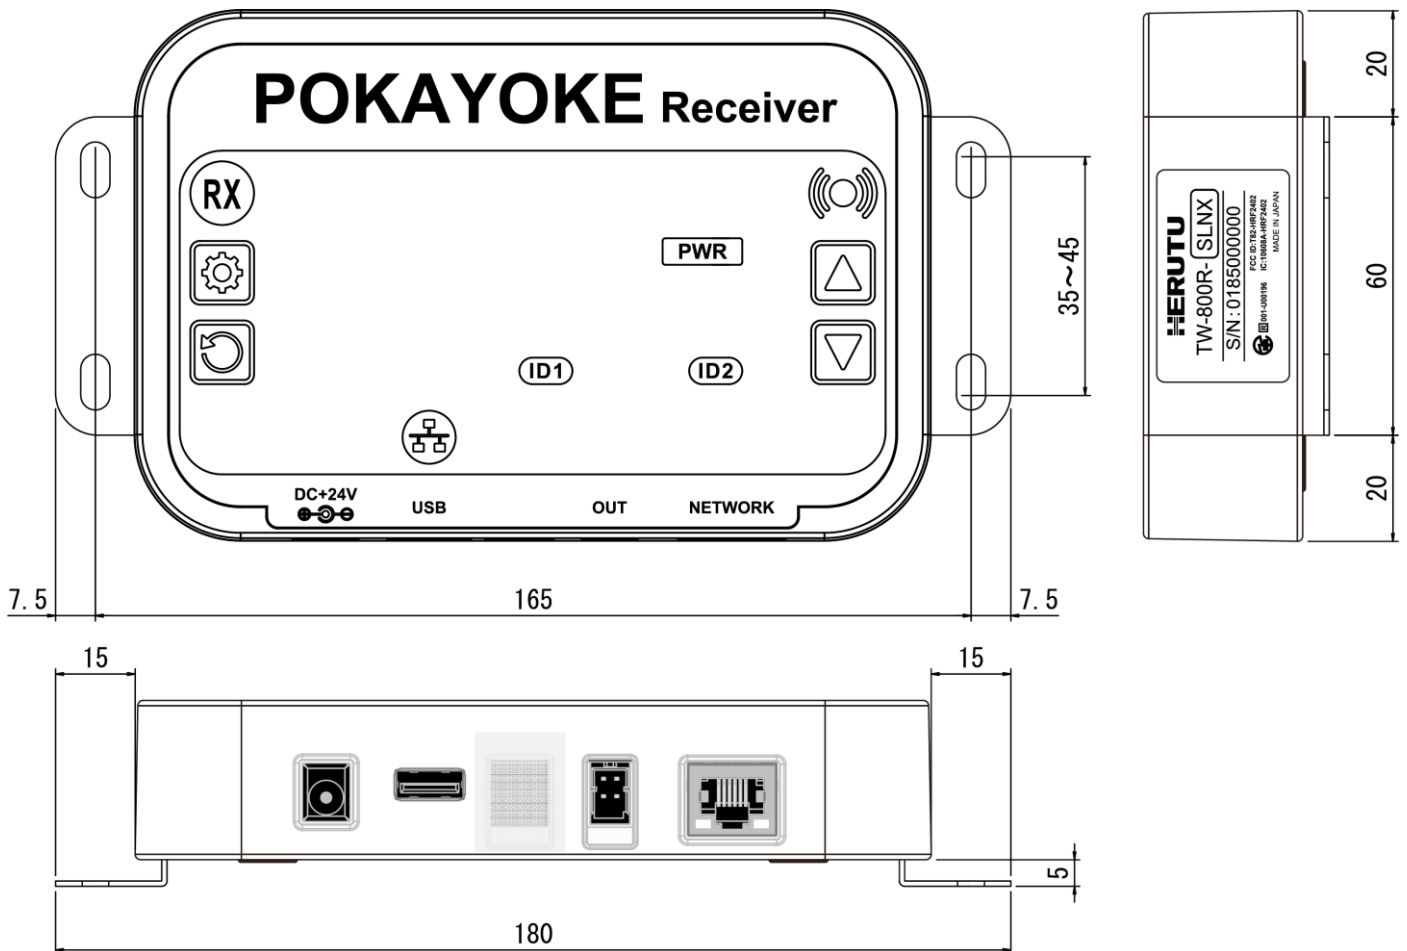 POKAYOKE Receiver
RX
PWR
ID1
ID2
DC+24V
USB
OUT
NETWORK
7.5
165
7.5
35～45
20
60
20
HERUTU
TW-800R- SLNX
S/N : 0185000000
FCC ID:T82-HRF2402
001-U00196 IC:10608A-HRF2402
MADE IN JAPAN
15
15
5
180